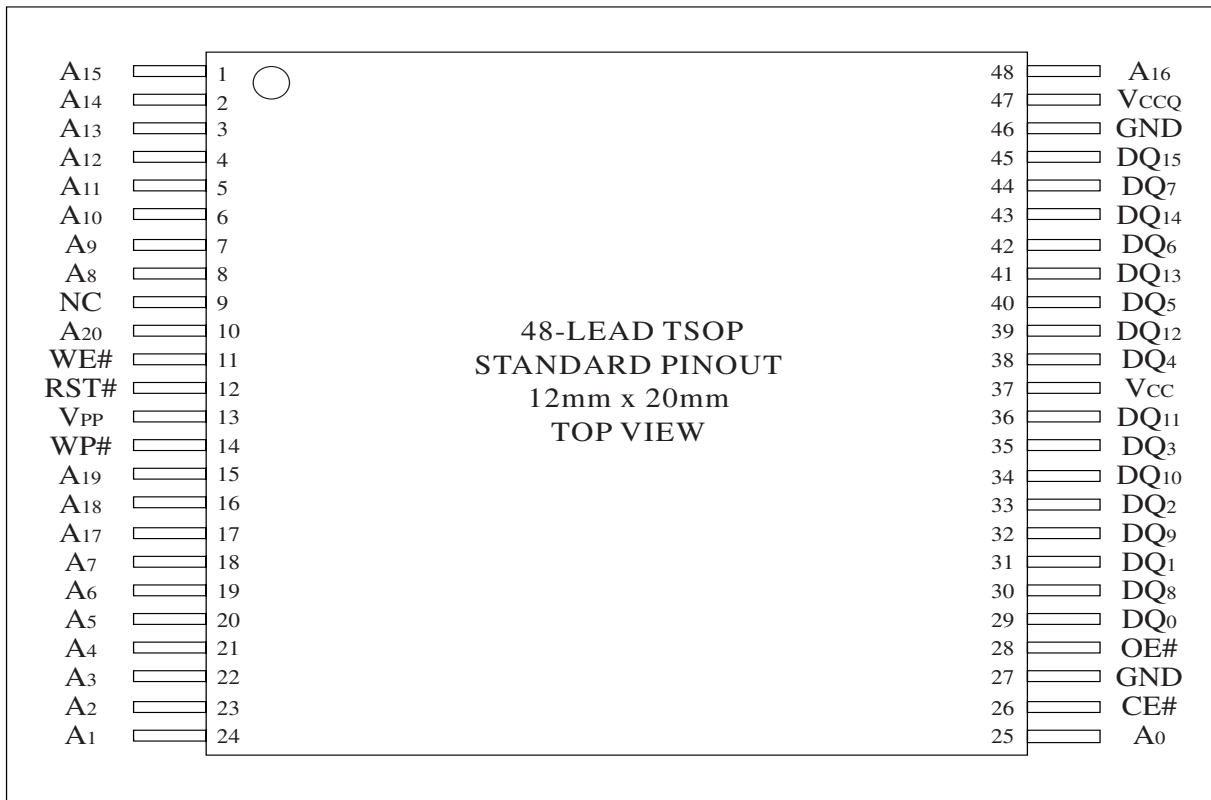 A15 1 48 A16
A14 2 47 VCCQ
A13 3 46 GND
A12 4 45 DQ15
A11 5 44 DQ7
A10 6 43 DQ14
A9 7 42 DQ6
A8 8 41 DQ13
NC 9 40 DQ5
A20 10 39 DQ12
WE# 11 38 DQ4
RST# 12 37 VCC
VPP 13 36 DQ11
WP# 14 35 DQ3
A19 15 34 DQ10
A18 16 33 DQ2
A17 17 32 DQ9
A7 18 31 DQ1
A6 19 30 DQ8
A5 20 29 DQ0
A4 21 28 OE#
A3 22 27 GND
A2 23 26 CE#
A1 24 25 A0
48-LEAD TSOP
STANDARD PINOUT
12mm x 20mm
TOP VIEW